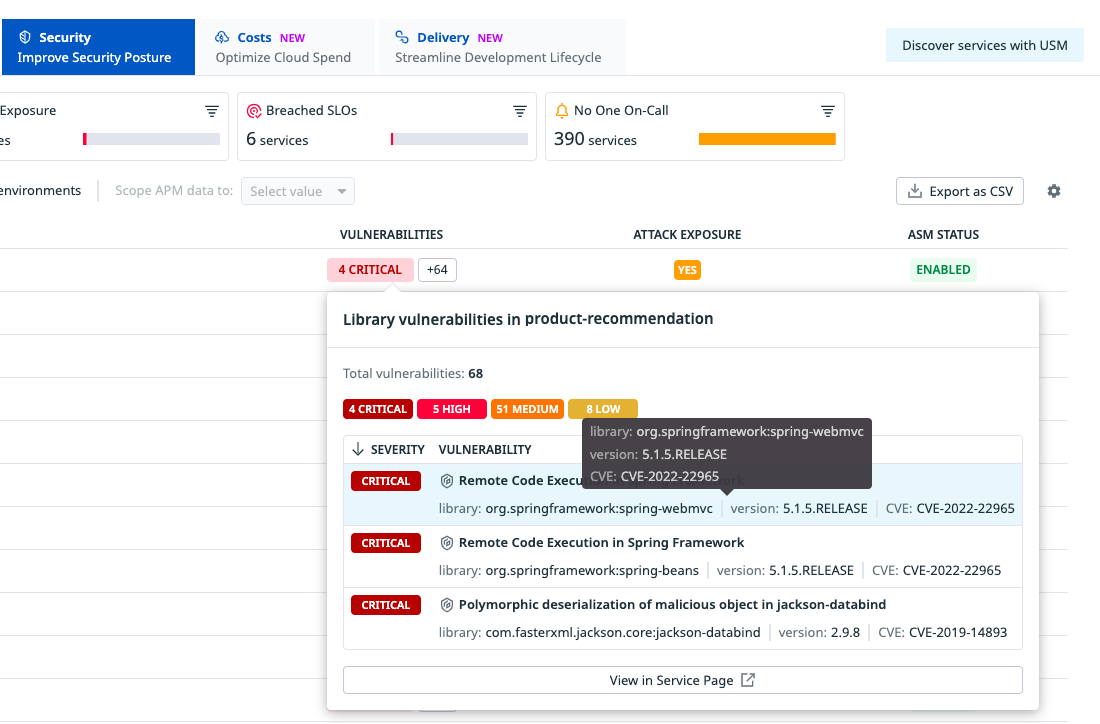 Security
Improve Security Posture
Costs NEW
Optimize Cloud Spend
Delivery NEW
Streamline Development Lifecycle
Discover services with USM
Exposure
es
Breached SLOs
6 services
No One On-Call
390 services
environments
Scope APM data to:
Select value
Export as CSV
VULNERABILITIES ATTACK EXPOSURE ASM STATUS
4 CRITICAL +64 YES ENABLED
Library vulnerabilities in product-recommendation
Total vulnerabilities: 68
4 CRITICAL 5 HIGH 51 MEDIUM 8 LOW
library: org.springframework:spring-webmvc
version: 5.1.5.RELEASE
CVE: CVE-2022-22965
SEVERITY VULNERABILITY
CRITICAL Remote Code
library: org.springframework:spring-webmvc version: 5.1.5.RELEASE CVE: CVE-2022-22965
CRITICAL Remote Code Execution in Spring Framework
library: org.springframework:spring-beans version: 5.1.5.RELEASE CVE: CVE-2022-22965
CRITICAL Polymorphic deserialization of malicious object in jackson-databind
library: com.fasterxml.jackson.core:jackson-databind version: 2.9.8 CVE: CVE-2019-14893
View in Service Page